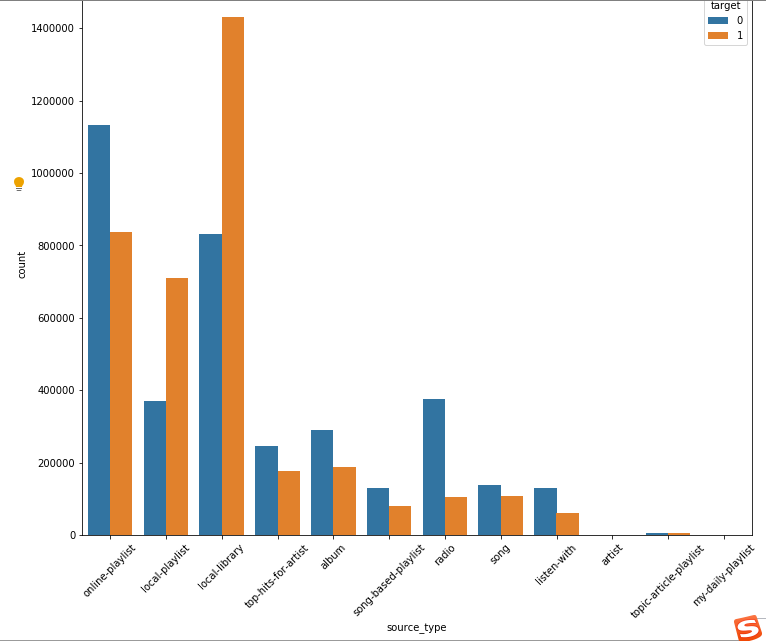 target
0
1
1400000
1200000
1000000
800000
600000
400000
200000
0
count
online-playlist
local-playlist
local-library
top-hits-for-artist
album
song-based-playlist
radio
song
listen-with
artist
topic-article-playlist
my-daily-playlist
source_type
S